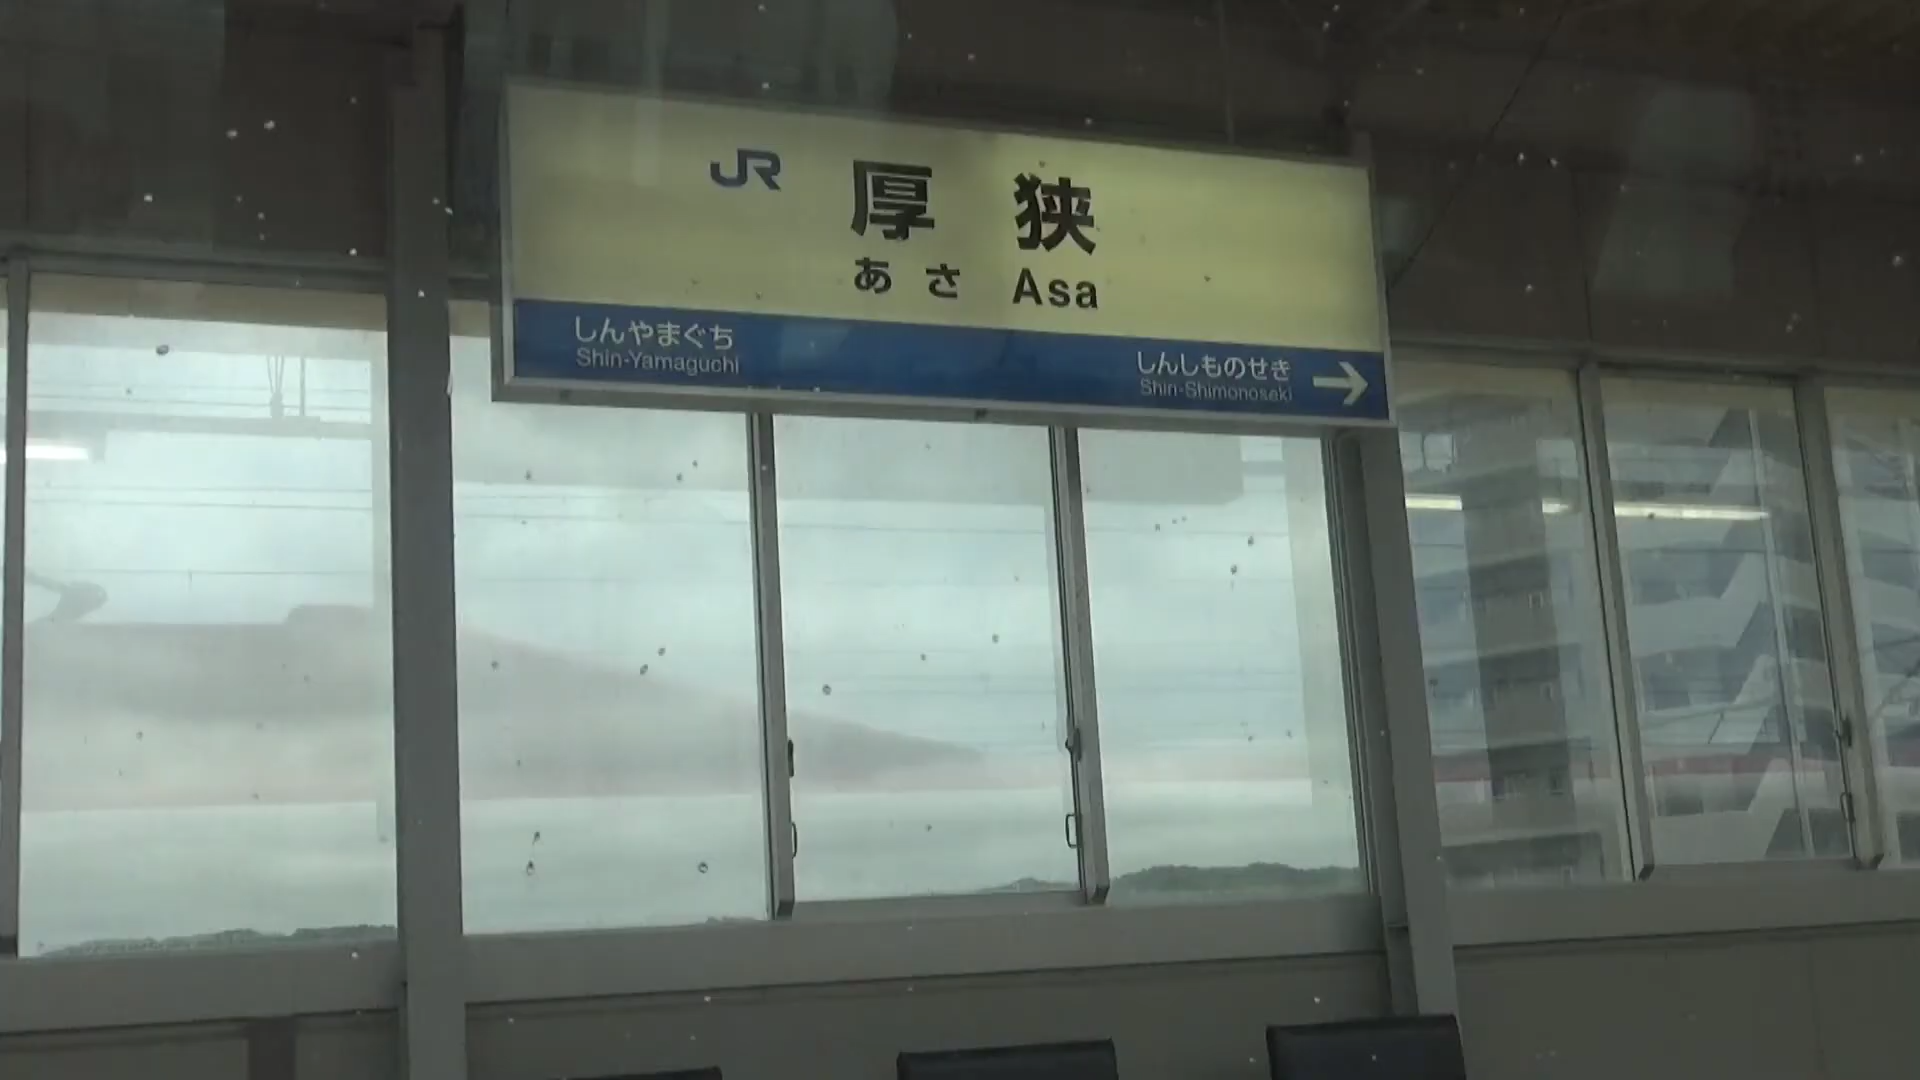 JR 厚狭
あさ Asa
しんやまぐち
Shin-Yamaguchi
しんしものせき →
Shin-Shimonoseki